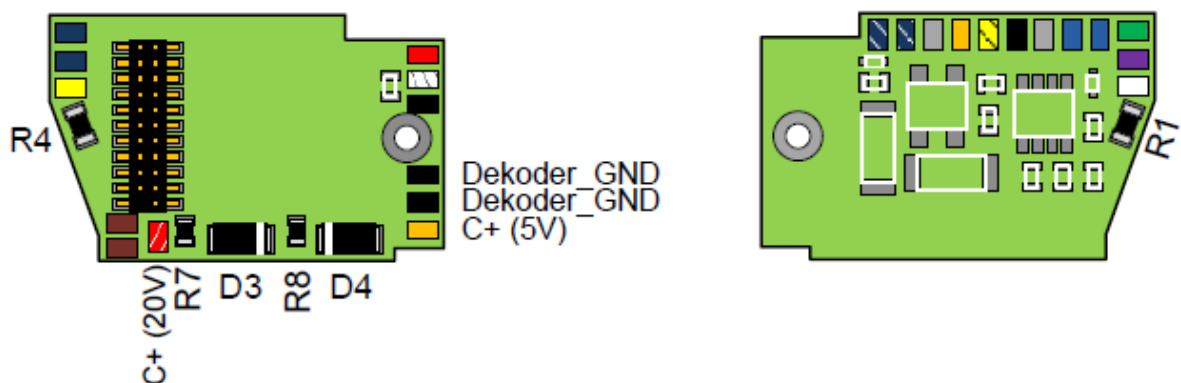 R4
Dekoder_GND
Dekoder_GND
C+ (5V)
C+ (20V)
R7
D3
R8
D4
R1